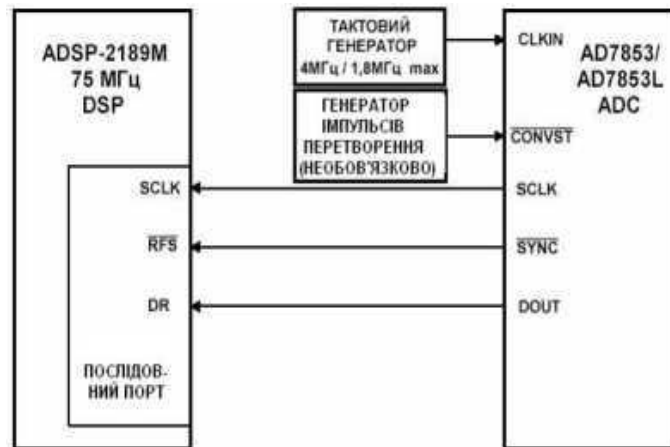 ADSP-2189M
75 МГц
DSP
ТАКТОВИЙ
ГЕНЕРАТОР
4МГц / 1,8МГц max
ГЕНЕРАТОР
ІМПУЛЬСІВ
ПЕРЕТВОРЕННЯ
(НЕОБОВ'ЯЗКОВО)
CLKIN
AD7853/
AD7853L
ADC
CONVST
SCLK
SCLK
RFS
SYNC
DR
DOUT
ПОСЛІДОВ-
НИЙ ПОРТ